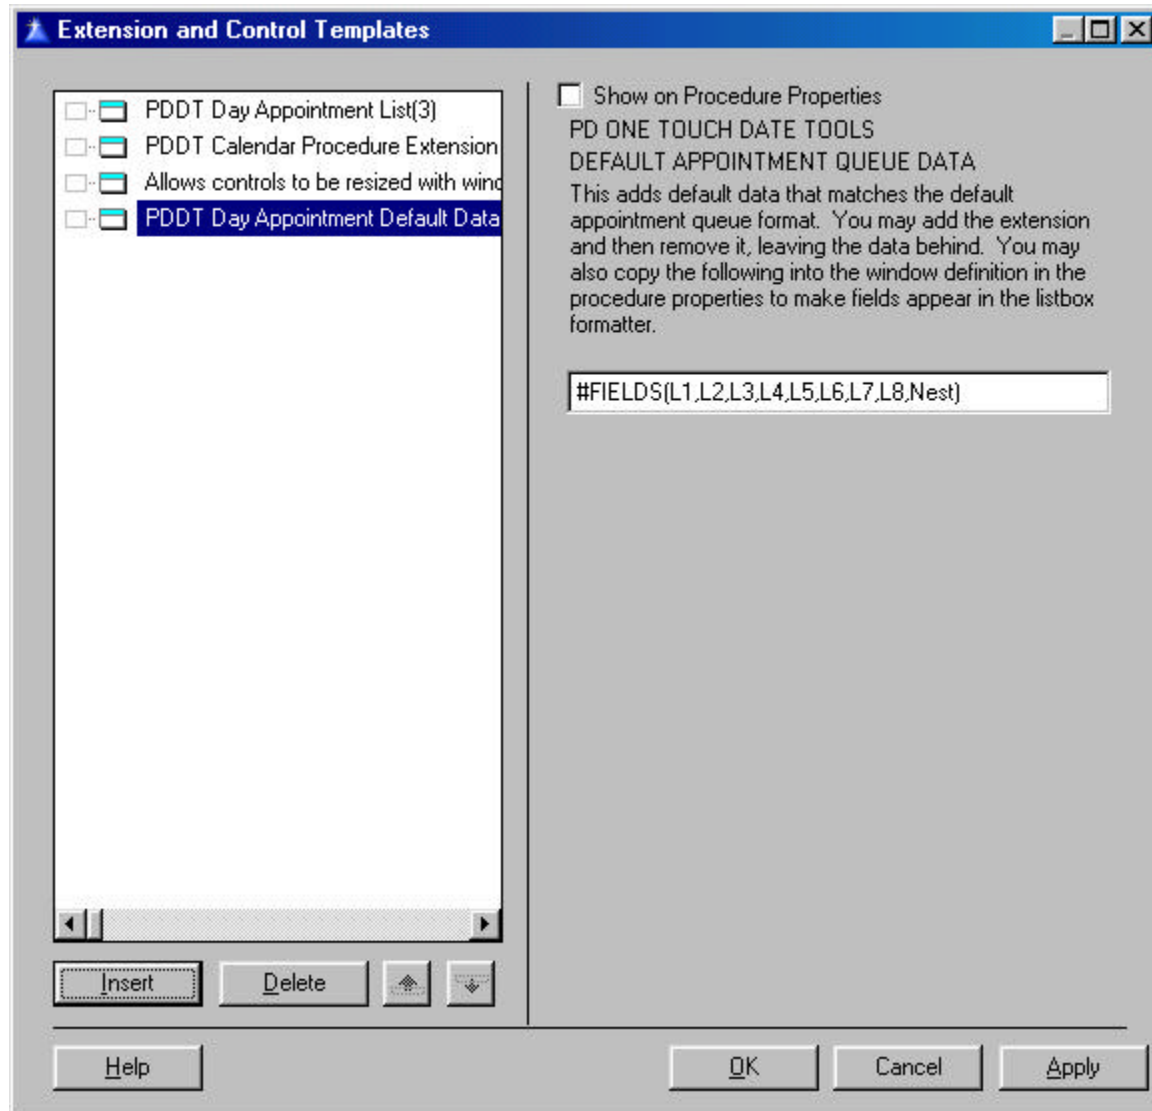 Extension and Control Templates
PDDT Day Appointment List(3)
PDDT Calendar Procedure Extension
Allows controls to be resized with wind
PDDT Day Appointment Default Data
Show on Procedure Properties
PD ONE TOUCH DATE TOOLS
DEFAULT APPOINTMENT QUEUE DATA
This adds default data that matches the default
appointment queue format.  You may add the extension
and then remove it, leaving the data behind.  You may
also copy the following into the window definition in the
procedure properties to make fields appear in the listbox
formatter.
#FIELDS(L1,L2,L3,L4,L5,L6,L7,L8,Nest)
Insert
Delete
Help
OK
Cancel
Apply